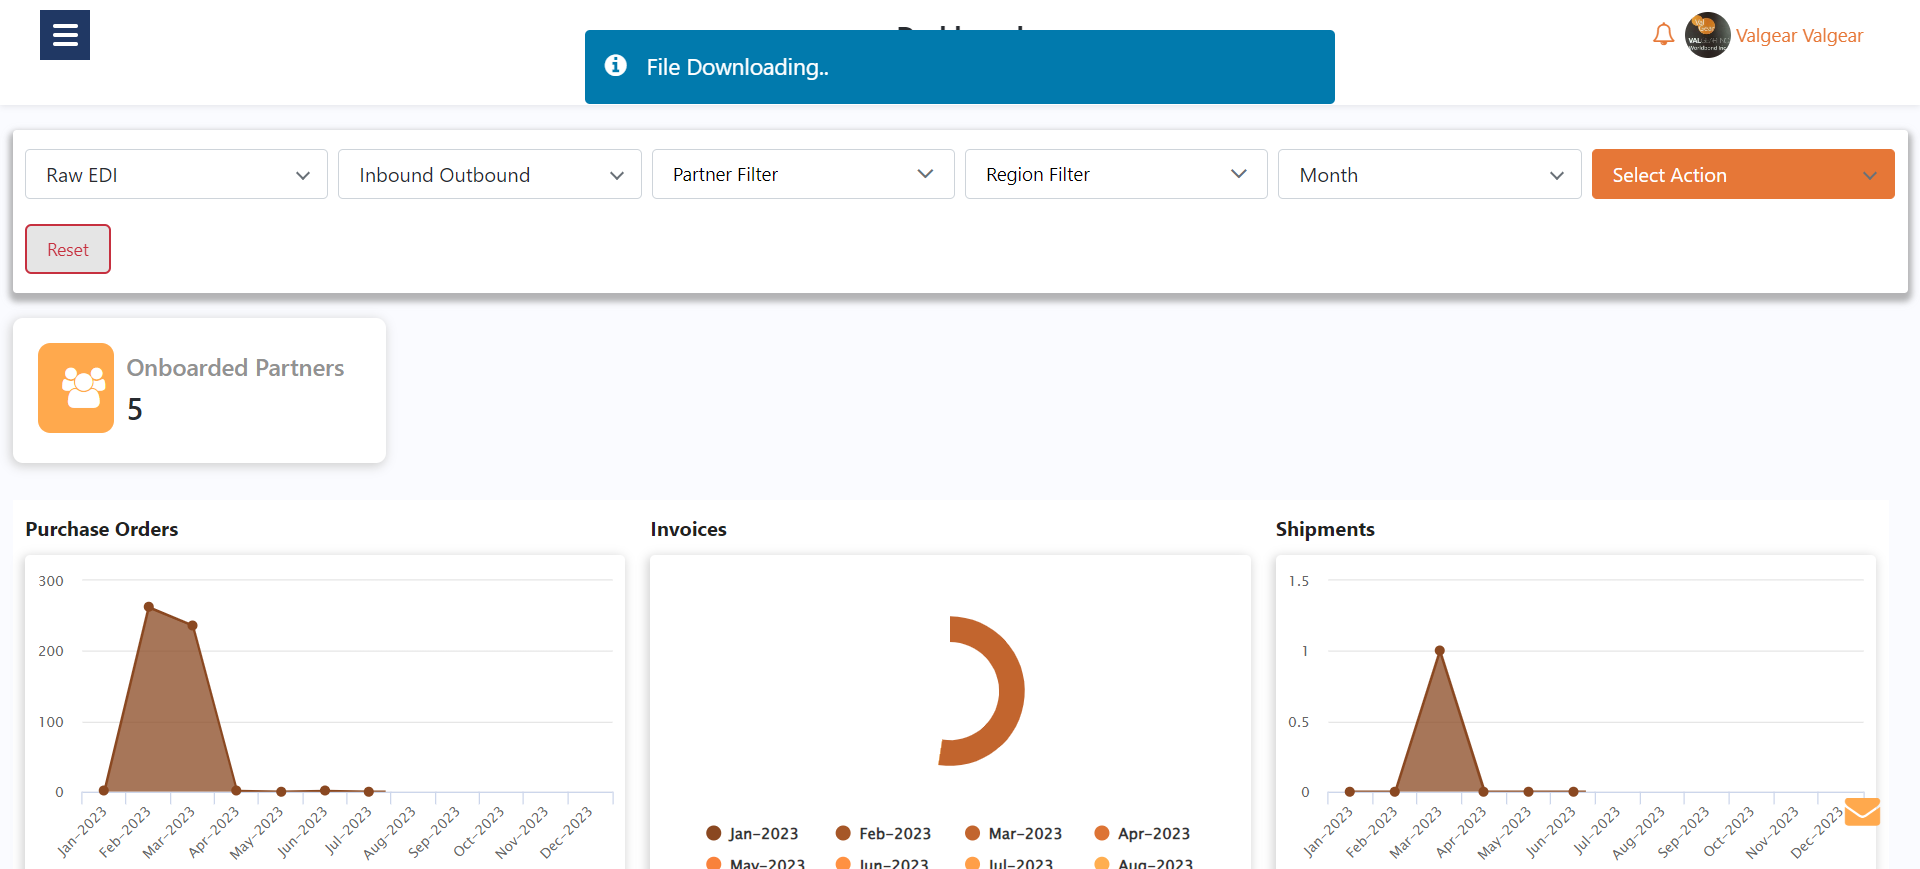 File Downloading..
Valgear Valgear
Raw EDI
Inbound Outbound
Partner Filter
Region Filter
Month
Select Action
Reset
Onboarded Partners
5
Purchase Orders
300
200
100
0
Jan-2023
Feb-2023
Mar-2023
Apr-2023
May-2023
Jun-2023
Jul-2023
Aug-2023
Sep-2023
Oct-2023
Nov-2023
Dec-2023
Invoices
Jan-2023
Feb-2023
Mar-2023
Apr-2023
May-2023
Jun-2023
Jul-2023
Aug-2023
Shipments
1.5
1
0.5
0
Jan-2023
Feb-2023
Mar-2023
Apr-2023
May-2023
Jun-2023
Jul-2023
Aug-2023
Sep-2023
Oct-2023
Nov-2023
Dec-2023